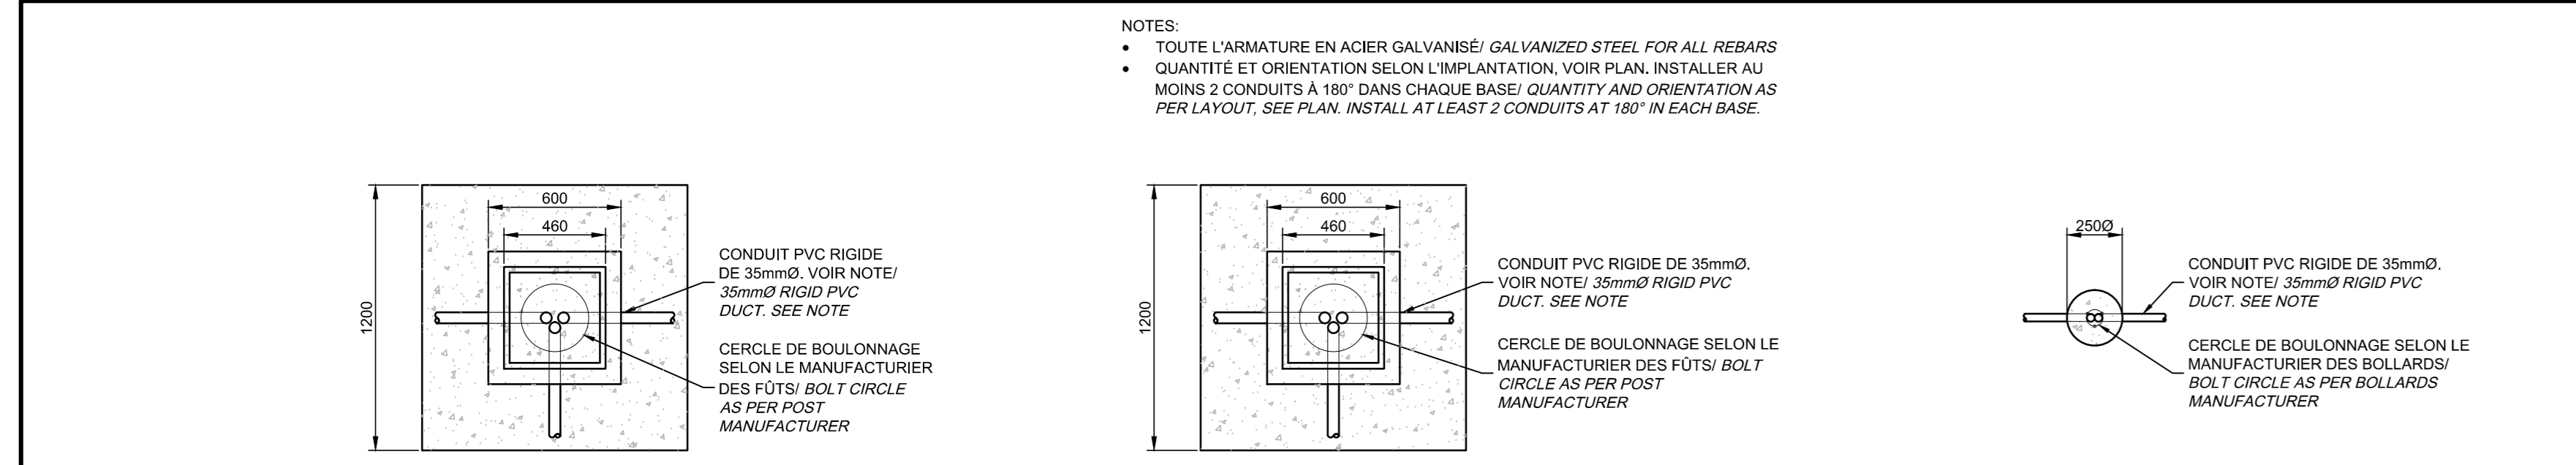 NOTES:
• TOUTE L'ARMATURE EN ACIER GALVANISÉ/ GALVANIZED STEEL FOR ALL REBARS
• QUANTITÉ ET ORIENTATION SELON L'IMPLANTATION, VOIR PLAN. INSTALLER AU
MOINS 2 CONDUITS À 180° DANS CHAQUE BASE/ QUANTITY AND ORIENTATION AS
PER LAYOUT, SEE PLAN. INSTALL AT LEAST 2 CONDUITS AT 180° IN EACH BASE.
600
460
1200
CONDUIT PVC RIGIDE
DE 35mmØ. VOIR NOTE/
35mmØ RIGID PVC
DUCT. SEE NOTE
CERCLE DE BOULONNAGE
SELON LE MANUFACTURIER
DES FÛTS/ BOLT CIRCLE
AS PER POST
MANUFACTURER
600
460
1200
CONDUIT PVC RIGIDE DE 35mmØ.
VOIR NOTE/ 35mmØ RIGID PVC
DUCT. SEE NOTE
CERCLE DE BOULONNAGE SELON LE
MANUFACTURIER DES FÛTS/ BOLT
CIRCLE AS PER POST
MANUFACTURER
250Ø
CONDUIT PVC RIGIDE DE 35mmØ.
VOIR NOTE/ 35mmØ RIGID PVC
DUCT. SEE NOTE
CERCLE DE BOULONNAGE SELON LE
MANUFACTURIER DES BOLLARDS/
BOLT CIRCLE AS PER BOLLARDS
MANUFACTURER